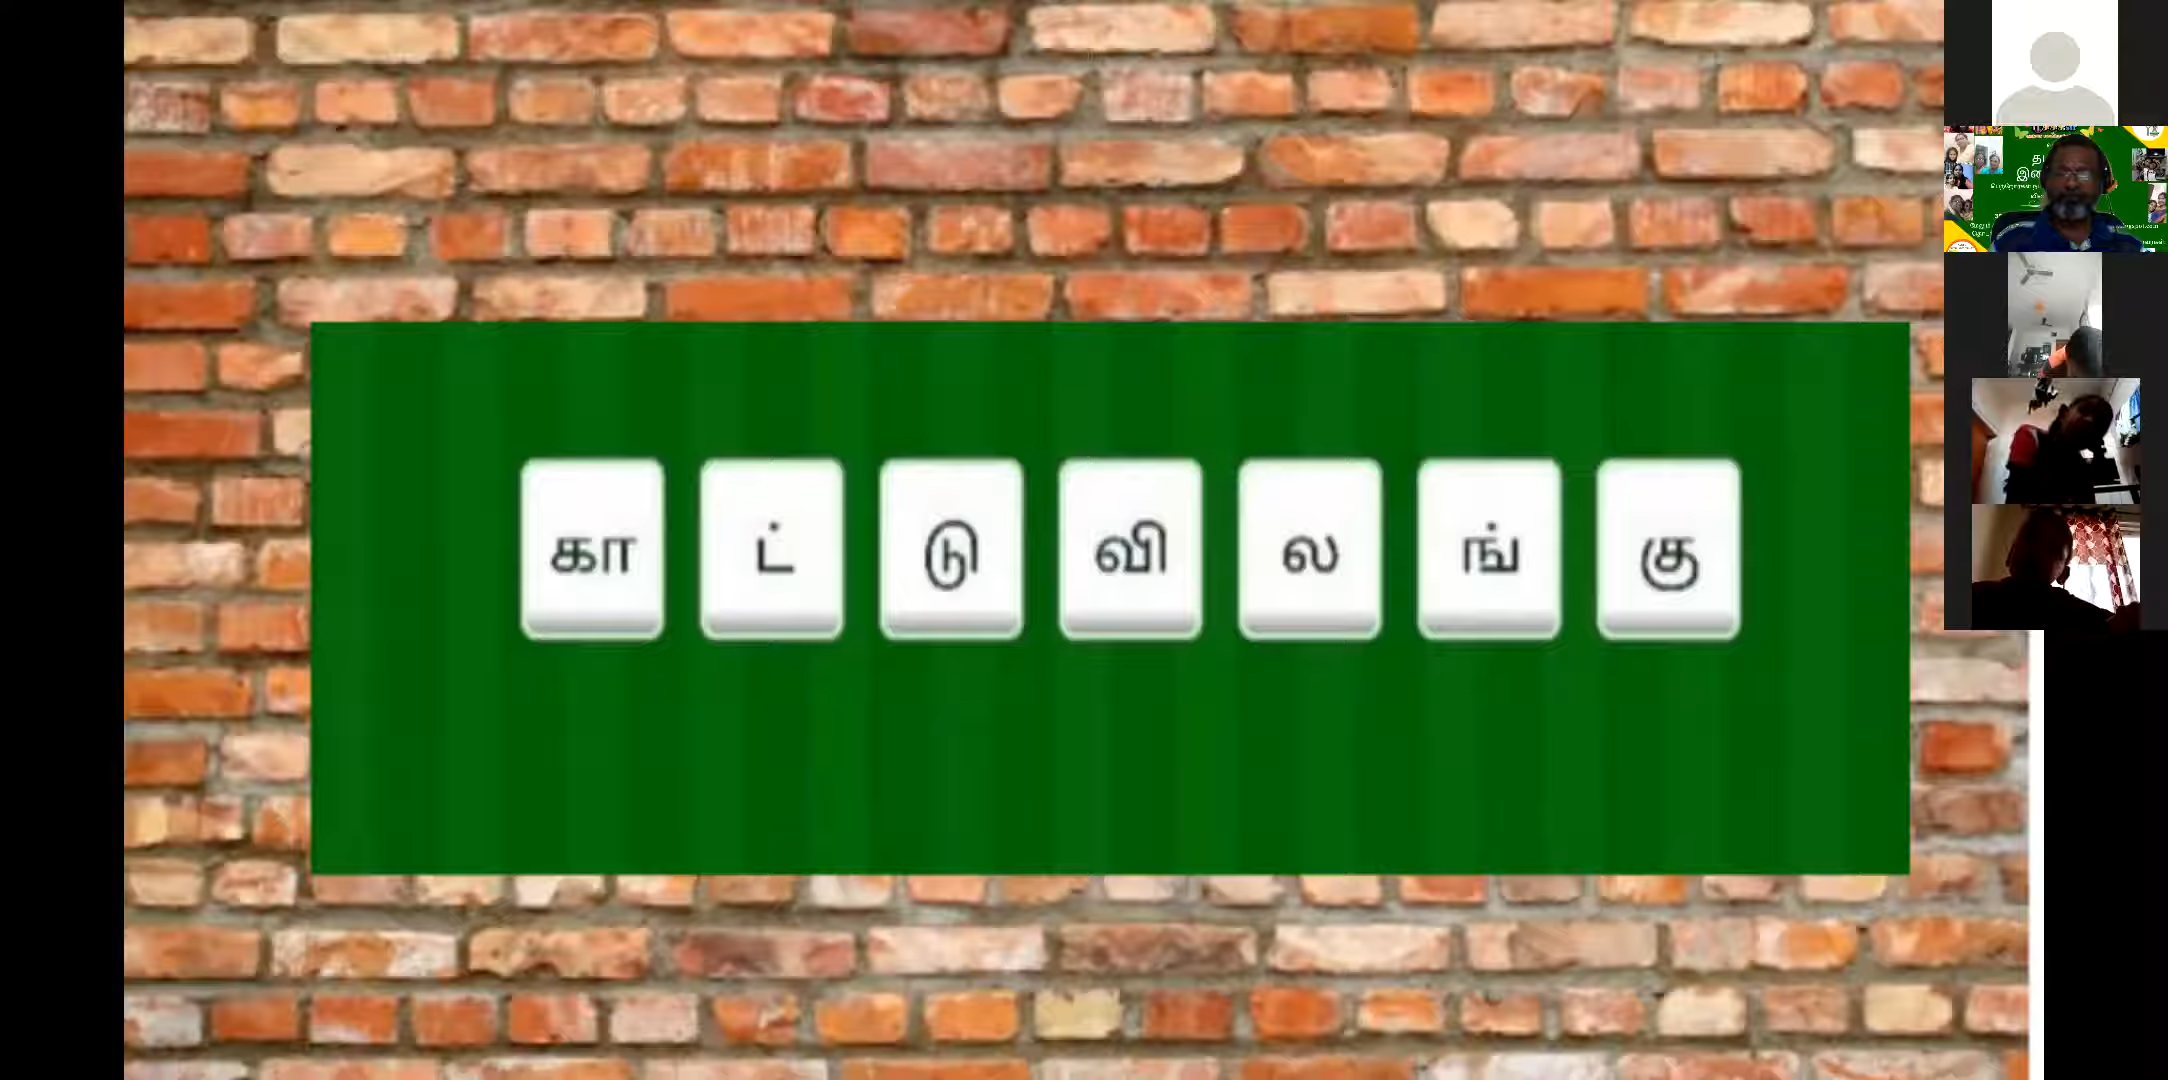 கா ட் டு வி ல ங் கு